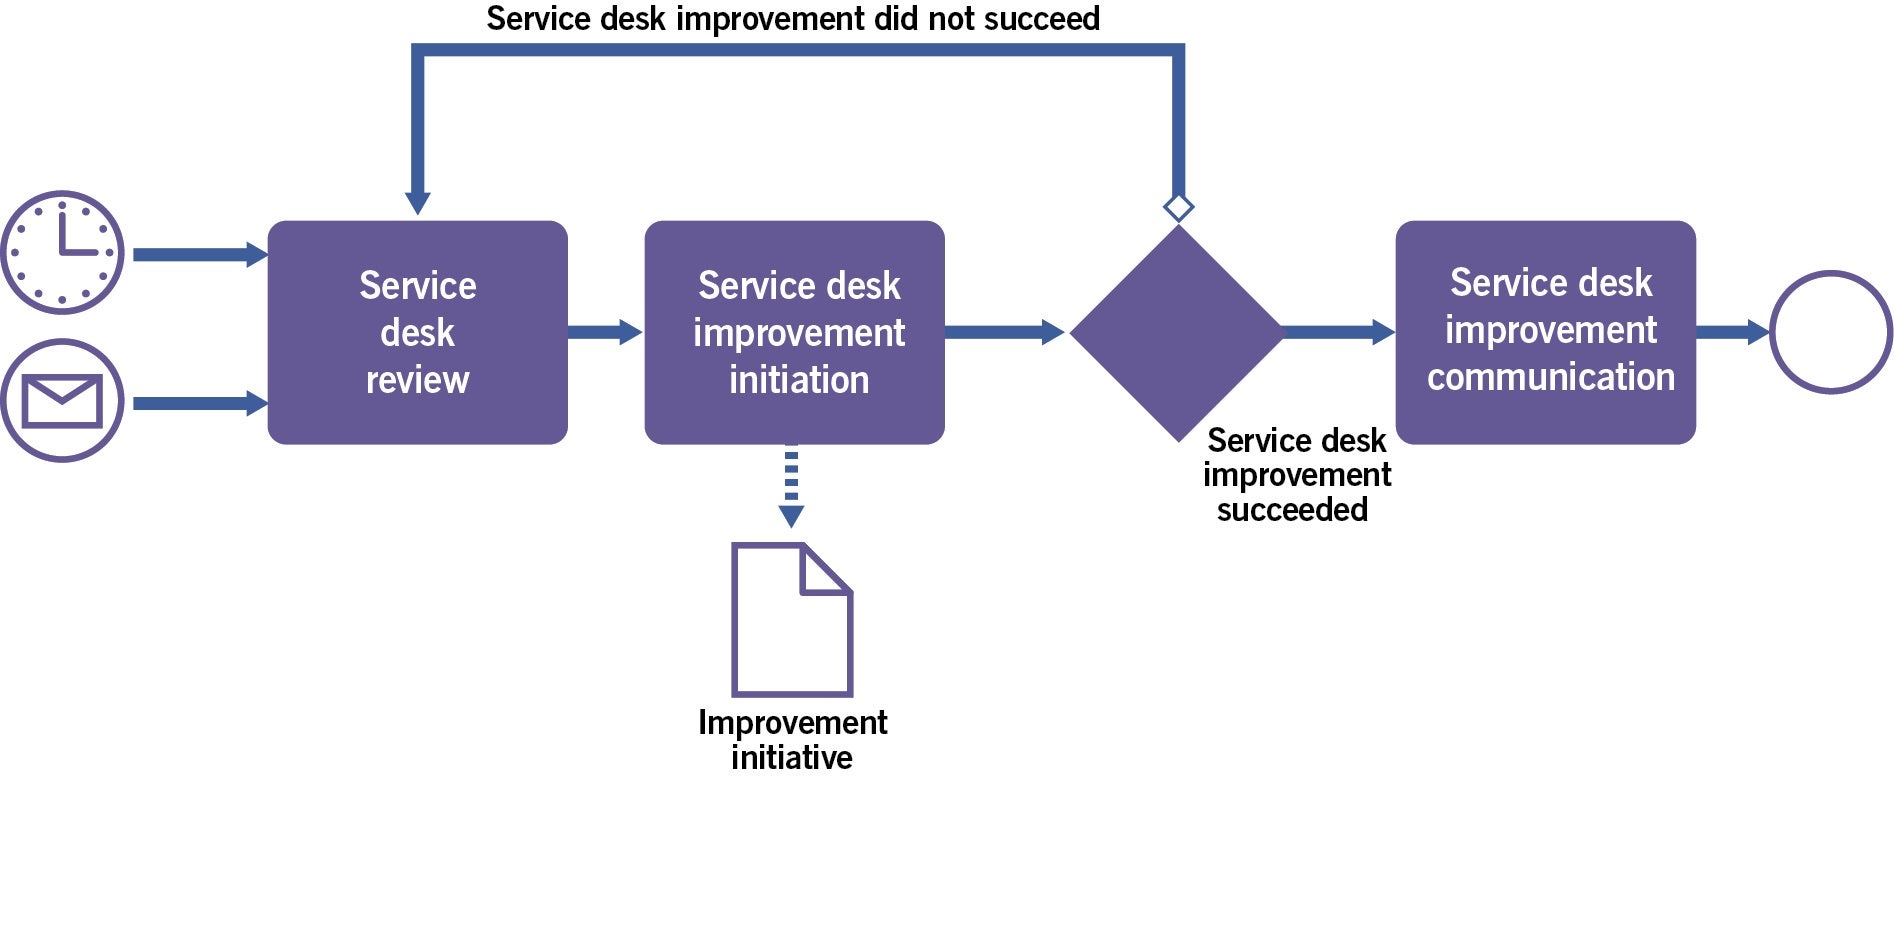 Service desk improvement did not succeed
Service
desk
review
Service desk
improvement
initiation
Service desk
improvement
succeeded
Service desk
improvement
communication
Improvement
initiative